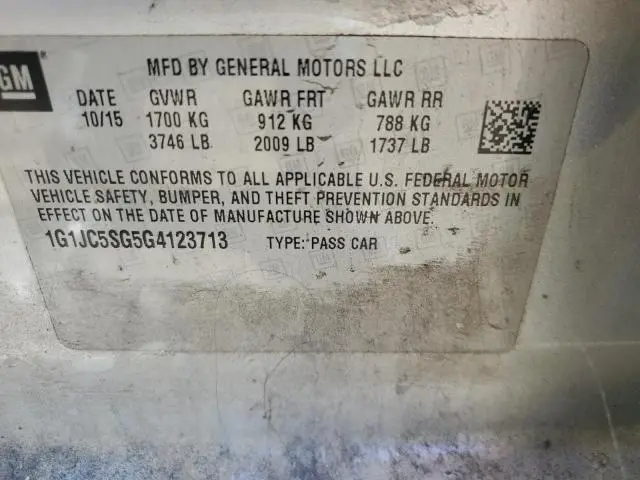 GM
MFD BY GENERAL MOTORS LLC
DATE GVWR GAWR FRT GAWR RR
10/15 1700 KG 912 KG 788 KG
3746 LB 2009 LB 1737 LB
THIS VEHICLE CONFORMS TO ALL APPLICABLE U.S. FEDERAL MOTOR
VEHICLE SAFETY, BUMPER, AND THEFT PREVENTION STANDARDS IN
EFFECT ON THE DATE OF MANUFACTURE SHOWN ABOVE.
1G1JC5SG5G4123713 TYPE: PASS CAR